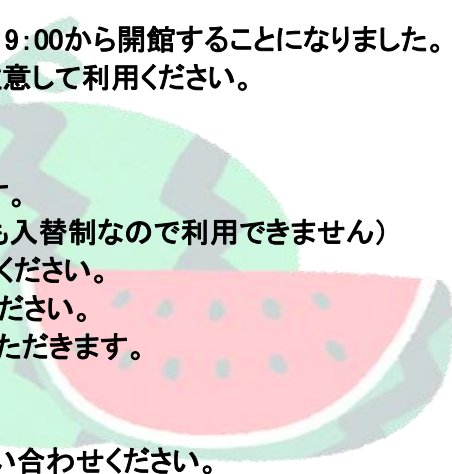 9:00から開館することになりました。
意して利用ください。
す。
も入替制なので利用できません）
ください。
ださい。
ただきます。
い合わせください。